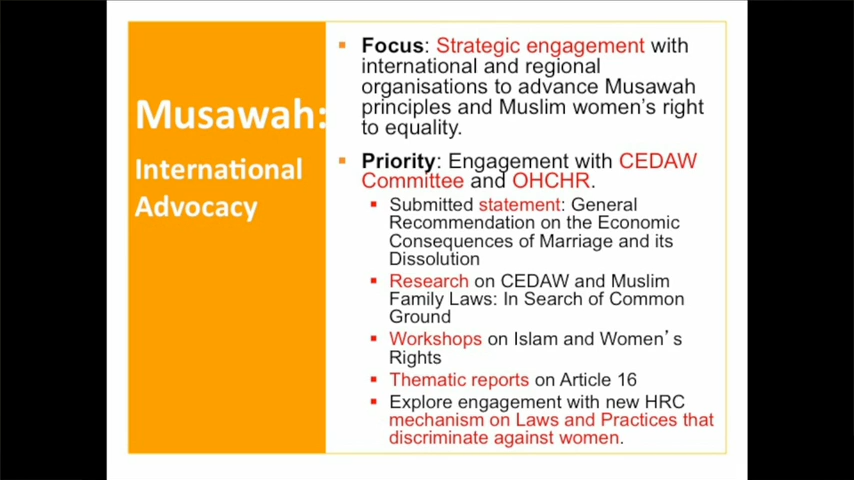 Musawah:
International
Advocacy
Focus: Strategic engagement with
international and regional
organisations to advance Musawah
principles and Muslim women's right
to equality.
Priority: Engagement with CEDAW
Committee and OHCHR.
Submitted statement: General
Recommendation on the Economic
Consequences of Marriage and its
Dissolution
Research on CEDAW and Muslim
Family Laws: In Search of Common
Ground
Workshops on Islam and Women's
Rights
Thematic reports on Article 16
Explore engagement with new HRC
mechanism on Laws and Practices that
discriminate against women.